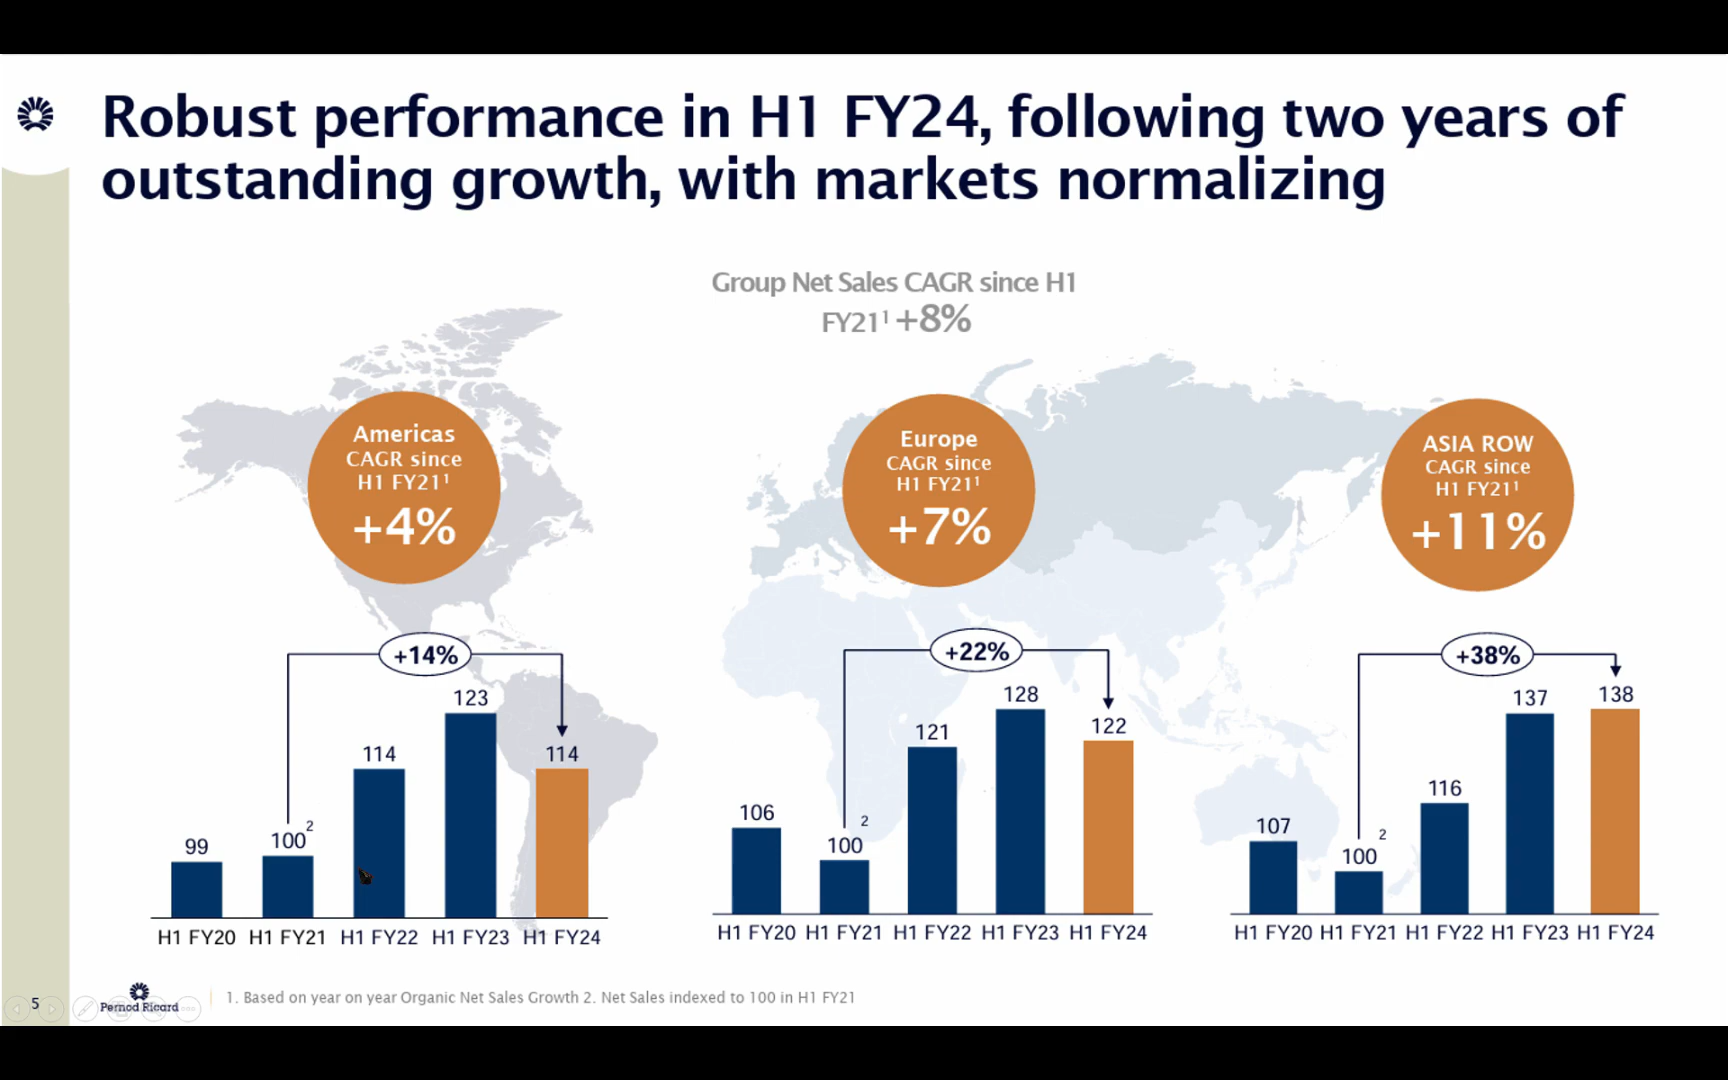 Robust performance in H1 FY24, following two years of
outstanding growth, with markets normalizing
Group Net Sales CAGR since H1
FY21¹ +8%
Americas
CAGR since
H1 FY21¹
+4%
+14%
99
100²
114
123
114
H1 FY20 H1 FY21 H1 FY22 H1 FY23 H1 FY24
Europe
CAGR since
H1 FY21¹
+7%
+22%
106
100²
121
128
122
H1 FY20 H1 FY21 H1 FY22 H1 FY23 H1 FY24
ASIA ROW
CAGR since
H1 FY21¹
+11%
+38%
107
100²
116
137
138
H1 FY20 H1 FY21 H1 FY22 H1 FY23 H1 FY24
5
Pernod Ricard
1. Based on year on year Organic Net Sales Growth 2. Net Sales indexed to 100 in H1 FY21